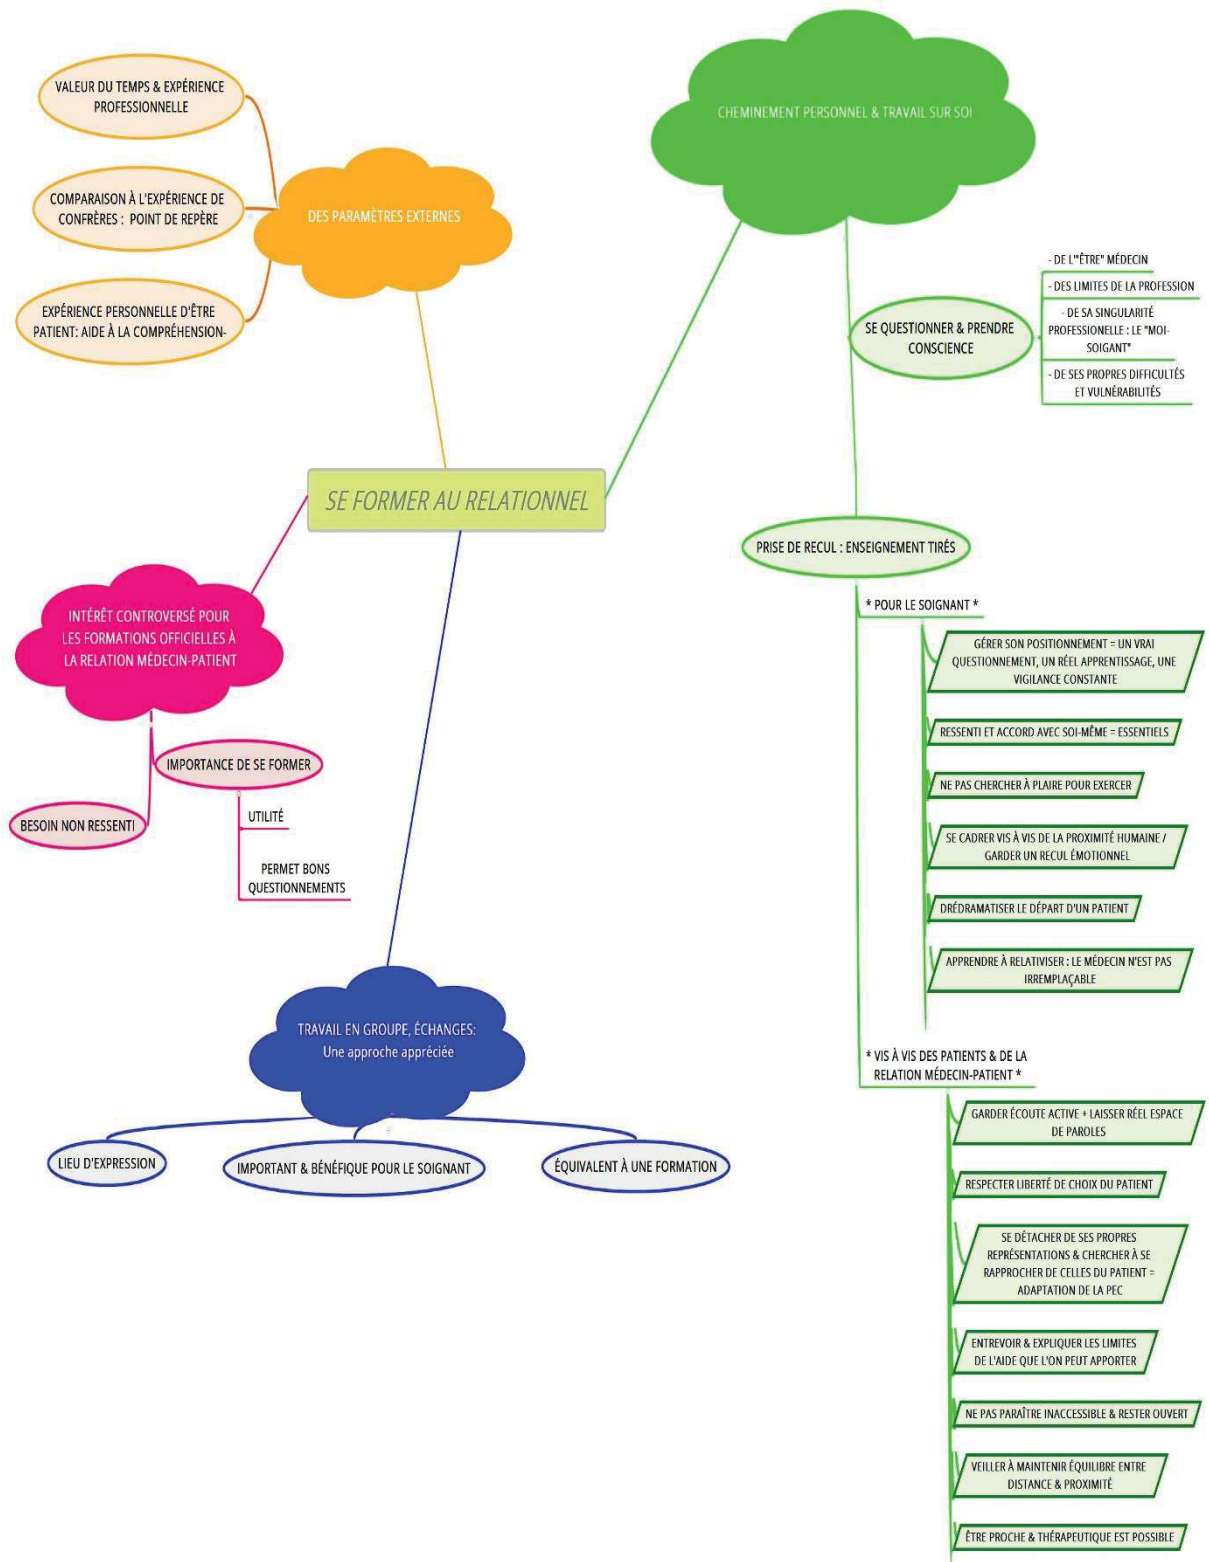 VALEUR DU TEMPS & EXPÉRIENCE
PROFESSIONNELLE
COMPARAISON À L'EXPÉRIENCE DE
CONFRÈRES : POINT DE REPÈRE
EXPÉRIENCE PERSONNELLE D'ÊTRE
PATIENT: AIDE À LA COMPRÉHENSION-
DES PARAMÈTRES EXTERNES
CHEMINEMENT PERSONNEL & TRAVAIL SUR SOI
SE QUESTIONNER & PRENDRE
CONSCIENCE
- DE L'"ÊTRE" MÉDECIN
- DES LIMITES DE LA PROFESSION
- DE SA SINGULARITÉ
PROFESSIONELLE : LE "MOI-
SOIGANT"
- DE SES PROPRES DIFFICULTÉS
ET VULNÉRABILITÉS
SE FORMER AU RELATIONNEL
PRISE DE RECUL : ENSEIGNEMENT TIRÉS
* POUR LE SOIGNANT *
GÉRER SON POSITIONNEMENT = UN VRAI
QUESTIONNEMENT, UN RÉEL APPRENTISSAGE, UNE
VIGILANCE CONSTANTE
RESSENTI ET ACCORD AVEC SOI-MÊME = ESSENTIELS
NE PAS CHERCHER À PLAIRE POUR EXERCER
SE CADRER VIS À VIS DE LA PROXIMITÉ HUMAINE /
GARDER UN RECUL ÉMOTIONNEL
DRÉDRAMATISER LE DÉPART D'UN PATIENT
APPRENDRE À RELATIVISER : LE MÉDECIN N'EST PAS
IRREMPLAÇABLE
* VIS À VIS DES PATIENTS & DE LA
RELATION MÉDECIN-PATIENT *
GARDER ÉCOUTE ACTIVE + LAISSER RÉEL ESPACE
DE PAROLES
RESPECTER LIBERTÉ DE CHOIX DU PATIENT
SE DÉTACHER DE SES PROPRES
REPRÉSENTATIONS & CHERCHER À SE
RAPPROCHER DE CELLES DU PATIENT =
ADAPTATION DE LA PEC
ENTREVOIR & EXPLIQUER LES LIMITES
DE L'AIDE QUE L'ON PEUT APPORTER
NE PAS PARAÎTRE INACCESSIBLE & RESTER OUVERT
VEILLER À MAINTENIR ÉQUILIBRE ENTRE
DISTANCE & PROXIMITÉ
ÊTRE PROCHE & THÉRAPEUTIQUE EST POSSIBLE
INTÉRÊT CONTROVERSÉ POUR
LES FORMATIONS OFFICIELLES À
LA RELATION MÉDECIN-PATIENT
IMPORTANCE DE SE FORMER
BESOIN NON RESSENTI
UTILITÉ
PERMET BONS
QUESTIONNEMENTS
TRAVAIL EN GROUPE, ÉCHANGES:
Une approche appréciée
LIEU D'EXPRESSION
IMPORTANT & BÉNÉFIQUE POUR LE SOIGNANT
ÉQUIVALENT À UNE FORMATION